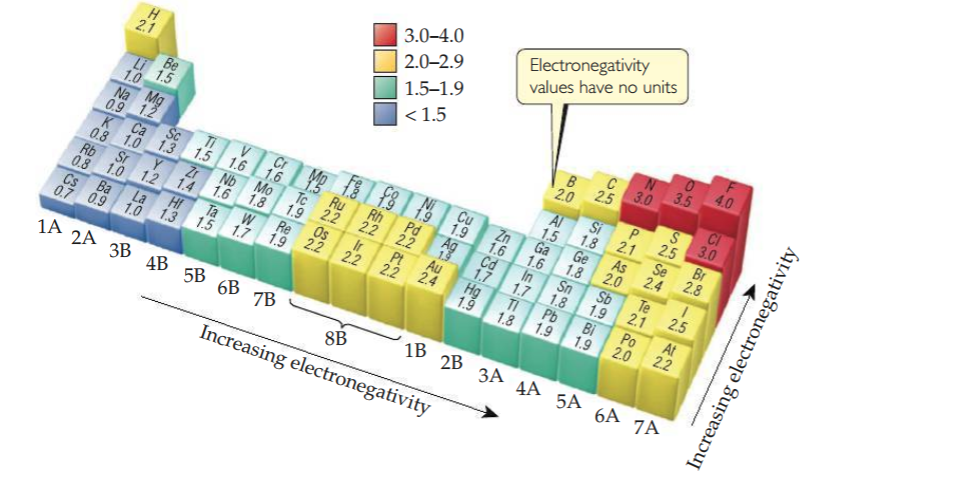 H
2.1
3.0–4.0
2.0–2.9
1.5–1.9
< 1.5
Electronegativity
values have no units
Li
1.0
Be
1.5
Na
0.9
Mg
1.2
K
0.8
Ca
1.0
Sc
1.3
Ti
1.5
V
1.6
Cr
1.6
Mn
1.5
Fe
1.8
Co
1.9
Ni
1.9
Cu
1.9
Zn
1.6
Ga
1.6
Ge
1.8
As
2.0
Se
2.4
Br
2.8
B
2.0
C
2.5
N
3.0
O
3.5
F
4.0
Al
1.5
Si
1.8
P
2.1
S
2.5
Cl
3.0
Rb
0.8
Sr
1.0
Y
1.2
Zr
1.4
Nb
1.6
Mo
1.8
Tc
1.9
Ru
2.2
Rh
2.2
Pd
2.2
Ag
1.9
Cd
1.7
In
1.7
Sn
1.8
Sb
1.9
Te
2.1
I
2.5
Cs
0.7
Ba
0.9
La
1.0
Hf
1.3
Ta
1.5
W
1.7
Re
1.9
Os
2.2
Ir
2.2
Pt
2.2
Au
2.4
Hg
1.9
Tl
1.8
Pb
1.9
Bi
1.9
Po
2.0
At
2.2
1A
2A
3B
4B
5B
6B
7B
8B
1B
2B
3A
4A
5A
6A
7A
Increasing electronegativity
Increasing electronegativity